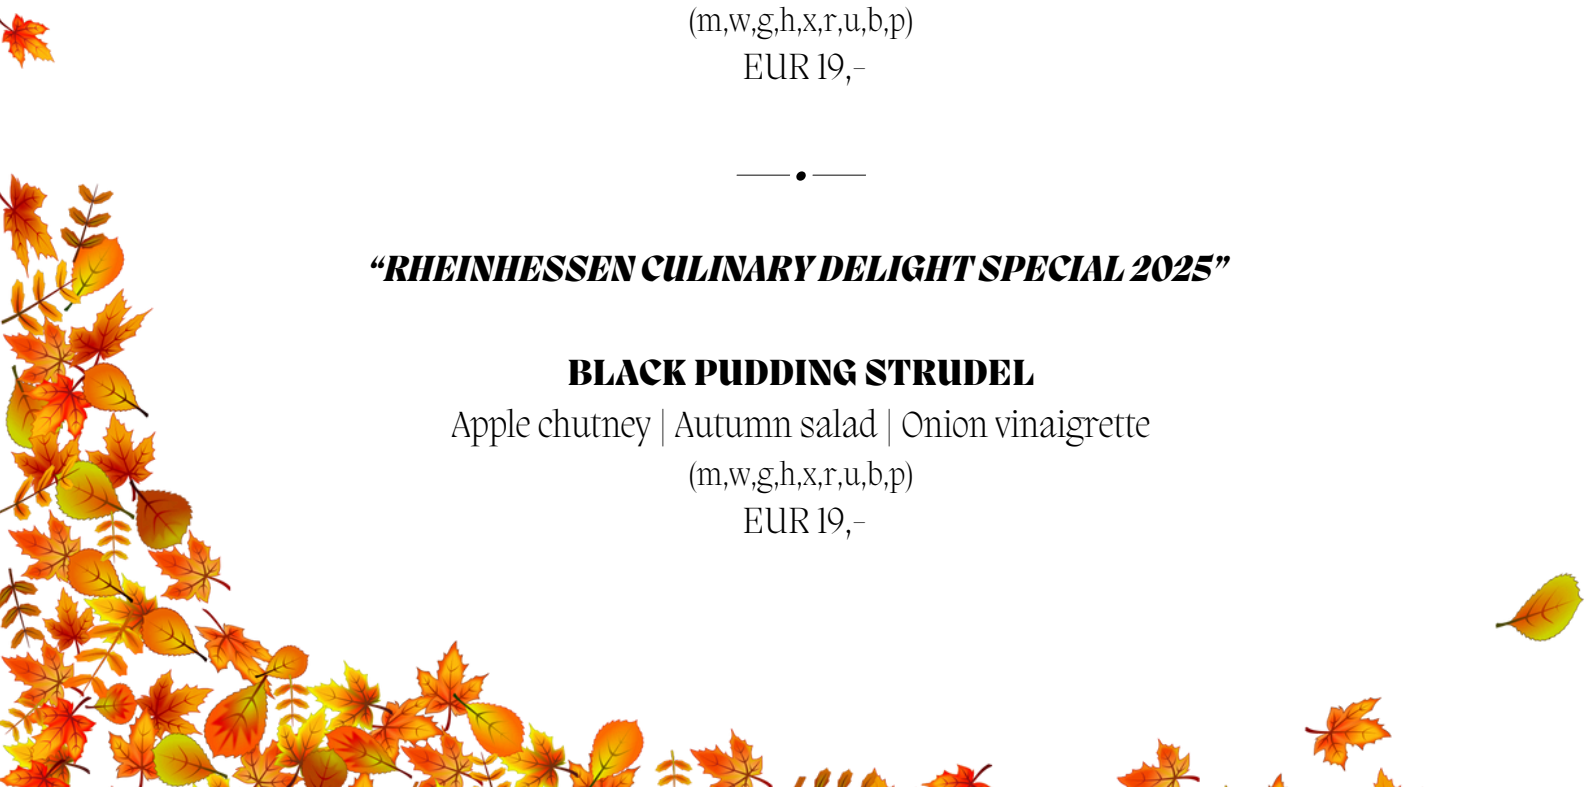 (m,w,g,h,x,r,u,b,p)
EUR 19,–
“RHEINHESSEN CULINARY DELIGHT SPECIAL 2025”
BLACK PUDDING STRUDEL
Apple chutney | Autumn salad | Onion vinaigrette
(m,w,g,h,x,r,u,b,p)
EUR 19,–